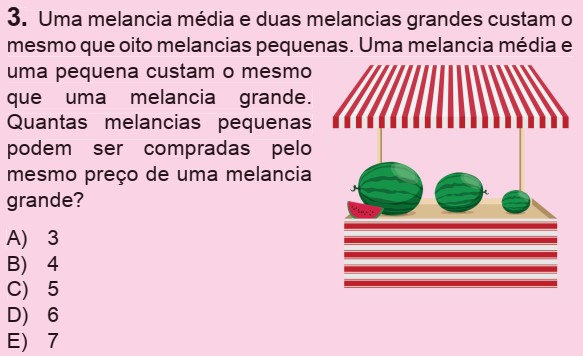 3. Uma melancia média e duas melancias grandes custam o
mesmo que oito melancias pequenas. Uma melancia média e
uma pequena custam o mesmo
que uma melancia grande.
Quantas melancias pequenas
podem ser compradas pelo
mesmo preço de uma melancia
grande?
A) 3
B) 4
C) 5
D) 6
E) 7